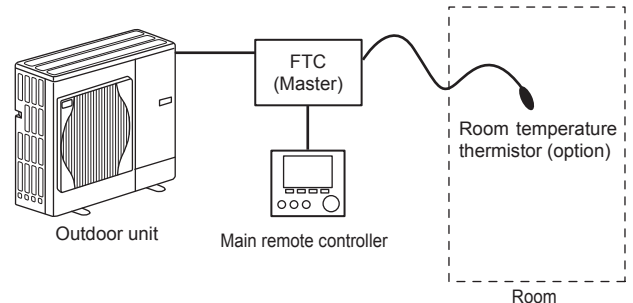 FTC
(Master)
Room temperature
thermistor (option)
Outdoor unit
Main remote controller
Room